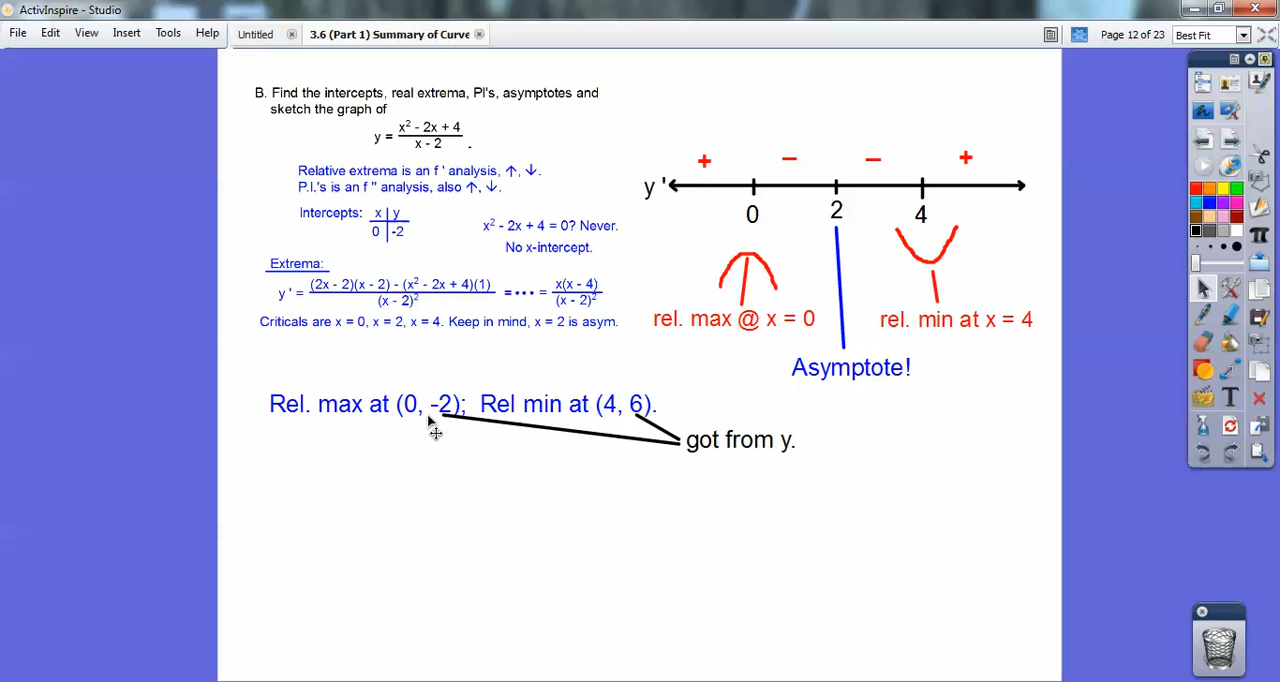 ActivInspire - Studio
File Edit View Insert Tools Help
Untitled
3.6 (Part 1) Summary of Curve
Page 12 of 23
Best Fit
B. Find the intercepts, real extrema, PI's, asymptotes and
sketch the graph of
y = (x² - 2x + 4)/(x - 2) .
Relative extrema is an f ' analysis, ↑, ↓.
P.I.'s is an f " analysis, also ↑, ↓.
Intercepts: x | y
0 | -2
x² - 2x + 4 = 0? Never.
No x-intercept.
Extrema:
y ' = ((2x - 2)(x - 2) - (x² - 2x + 4)(1))/(x - 2)² = ••• = x(x - 4)/(x - 2)²
Criticals are x = 0, x = 2, x = 4. Keep in mind, x = 2 is asym.
+ − − +
y '
0 2 4
rel. max @ x = 0
rel. min at x = 4
Asymptote!
Rel. max at (0, -2); Rel min at (4, 6).
got from y.